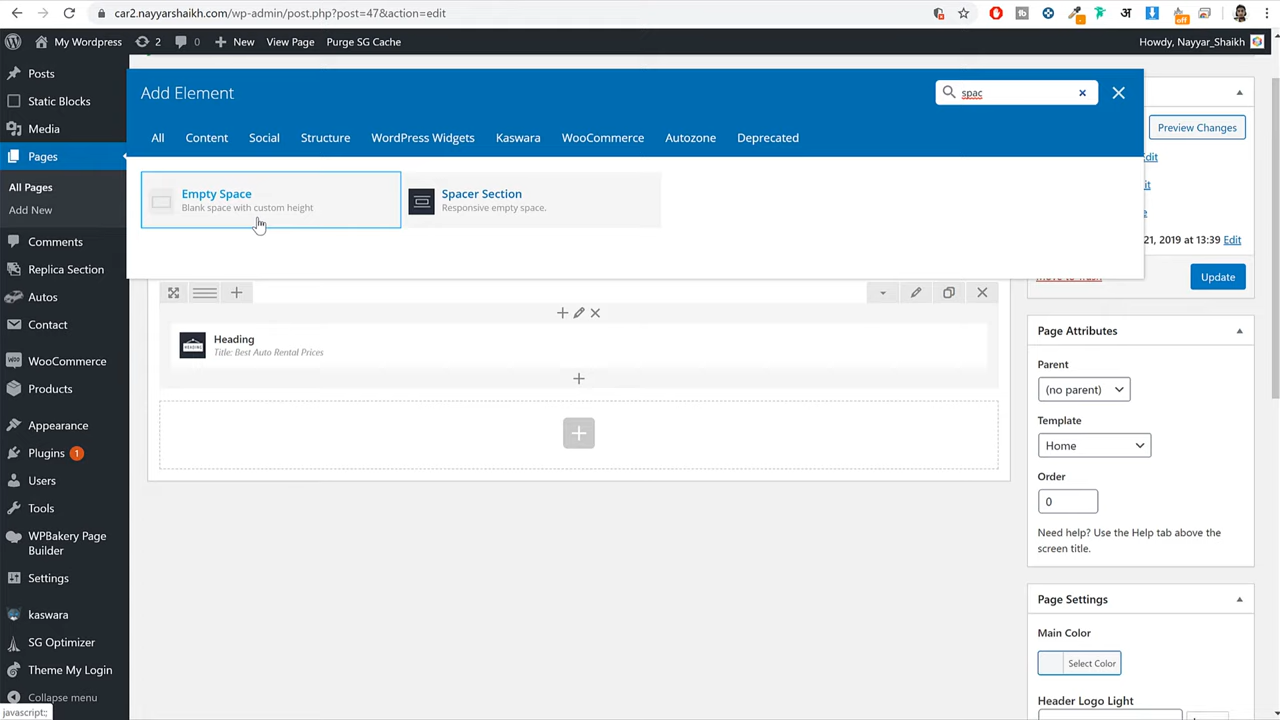 car2.nayyarshaikh.com/wp-admin/post.php?post=47&action=edit
My Wordpress
2
0
New
View Page
Purge SG Cache
Howdy, Nayyar_Shaikh
Posts
Static Blocks
Media
Pages
All Pages
Add New
Comments
Replica Section
Autos
Contact
WooCommerce
Products
Appearance
Plugins 1
Users
Tools
WPBakery Page
Builder
Settings
kaswara
SG Optimizer
Theme My Login
Collapse menu
javascript:;
Add Element
spac
All
Content
Social
Structure
WordPress Widgets
Kaswara
WooCommerce
Autozone
Deprecated
Empty Space
Blank space with custom height
Spacer Section
Responsive empty space.
HEADING
Heading
Title: Best Auto Rental Prices
Preview Changes
21, 2019 at 13:39 Edit
Update
Page Attributes
Parent
(no parent)
Template
Home
Order
0
Need help? Use the Help tab above the
screen title.
Page Settings
Main Color
Select Color
Header Logo Light